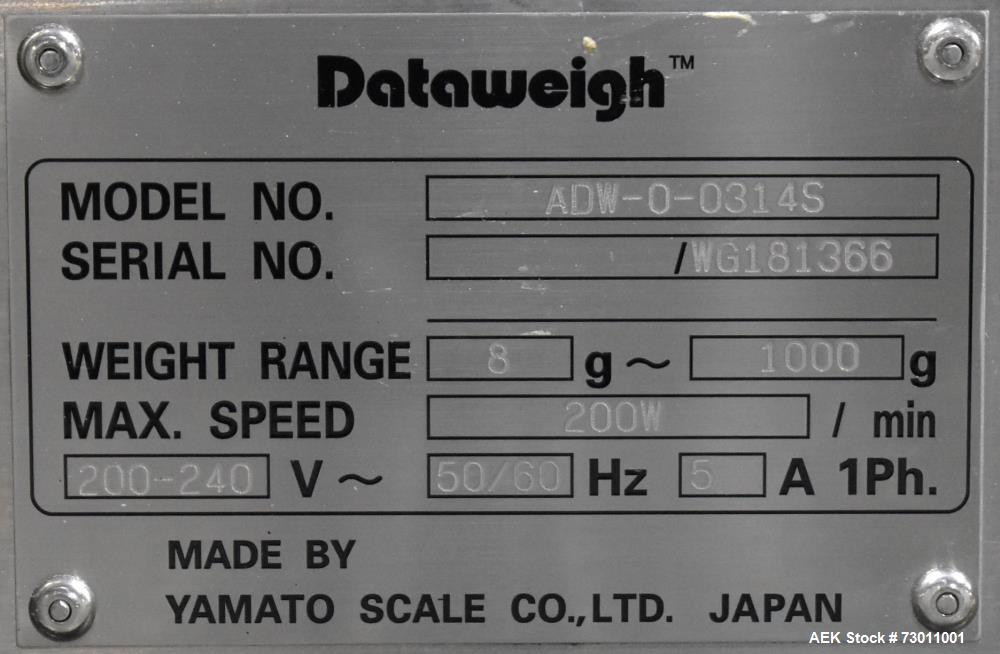 Dataweigh™
MODEL NO. ADW-0-0314S
SERIAL NO. /WG181366
WEIGHT RANGE 8 g ~ 1000 g
MAX. SPEED 200W / min
200-240 V ~ 50/60 Hz 5 A 1Ph.
MADE BY
YAMATO SCALE CO.,LTD. JAPAN
AEK Stock # 73011001